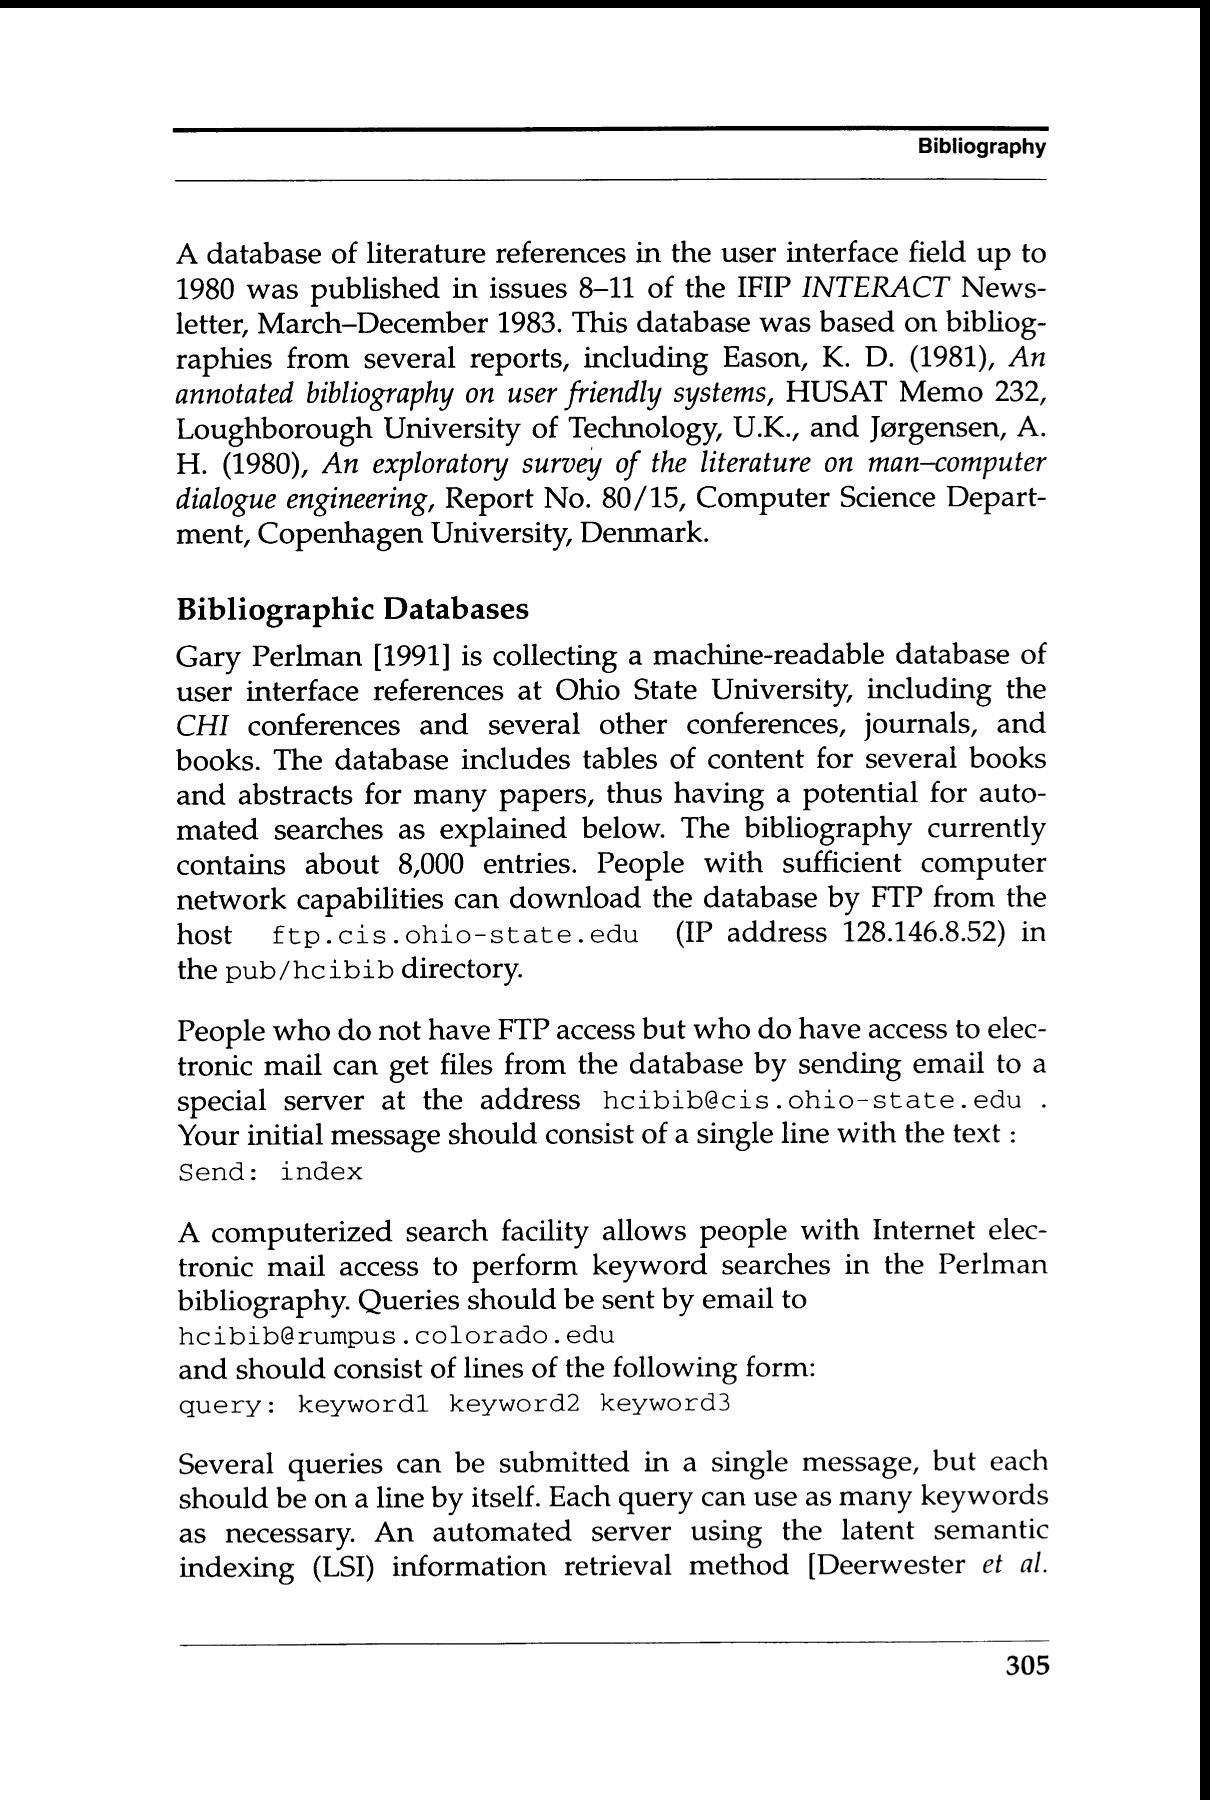 Bibliography
A database of literature references in the user interface field up to
1980 was published in issues 8–11 of the IFIP INTERACT News-
letter, March–December 1983. This database was based on bibliog-
raphies from several reports, including Eason, K. D. (1981), An
annotated bibliography on user friendly systems, HUSAT Memo 232,
Loughborough University of Technology, U.K., and Jørgensen, A.
H. (1980), An exploratory survey of the literature on man–computer
dialogue engineering, Report No. 80/15, Computer Science Depart-
ment, Copenhagen University, Denmark.
Bibliographic Databases
Gary Perlman [1991] is collecting a machine-readable database of
user interface references at Ohio State University, including the
CHI conferences and several other conferences, journals, and
books. The database includes tables of content for several books
and abstracts for many papers, thus having a potential for auto-
mated searches as explained below. The bibliography currently
contains about 8,000 entries. People with sufficient computer
network capabilities can download the database by FTP from the
host ftp.cis.ohio-state.edu (IP address 128.146.8.52) in
the pub/hcibib directory.
People who do not have FTP access but who do have access to elec-
tronic mail can get files from the database by sending email to a
special server at the address hcibib@cis.ohio-state.edu .
Your initial message should consist of a single line with the text :
Send: index
A computerized search facility allows people with Internet elec-
tronic mail access to perform keyword searches in the Perlman
bibliography. Queries should be sent by email to
hcibib@rumpus.colorado.edu
and should consist of lines of the following form:
query: keyword1 keyword2 keyword3
Several queries can be submitted in a single message, but each
should be on a line by itself. Each query can use as many keywords
as necessary. An automated server using the latent semantic
indexing (LSI) information retrieval method [Deerwester et al.
305